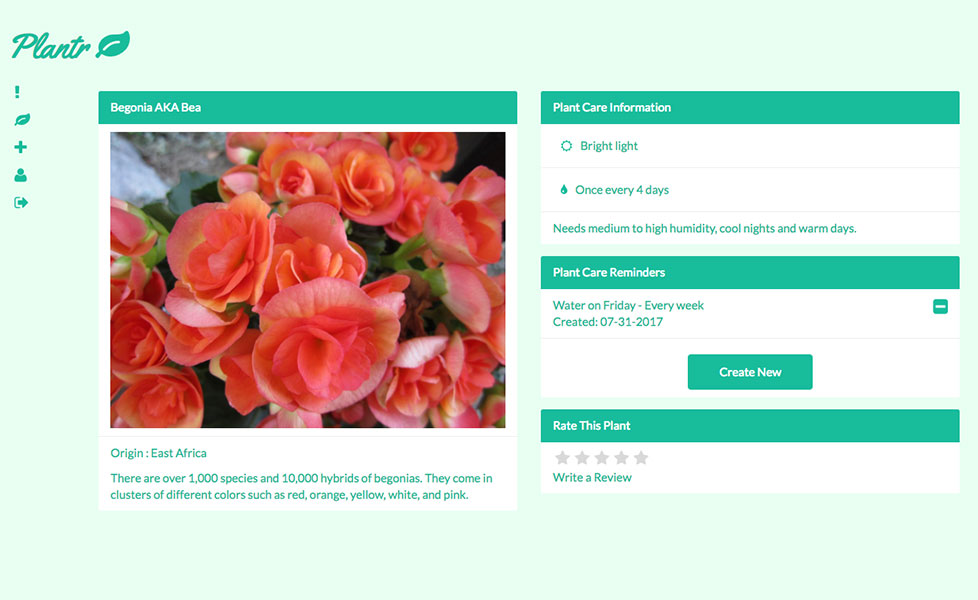 Plantr
Begonia AKA Bea
Origin : East Africa
There are over 1,000 species and 10,000 hybrids of begonias. They come in
clusters of different colors such as red, orange, yellow, white, and pink.
Plant Care Information
Bright light
Once every 4 days
Needs medium to high humidity, cool nights and warm days.
Plant Care Reminders
Water on Friday - Every week
Created: 07-31-2017
Create New
Rate This Plant
Write a Review